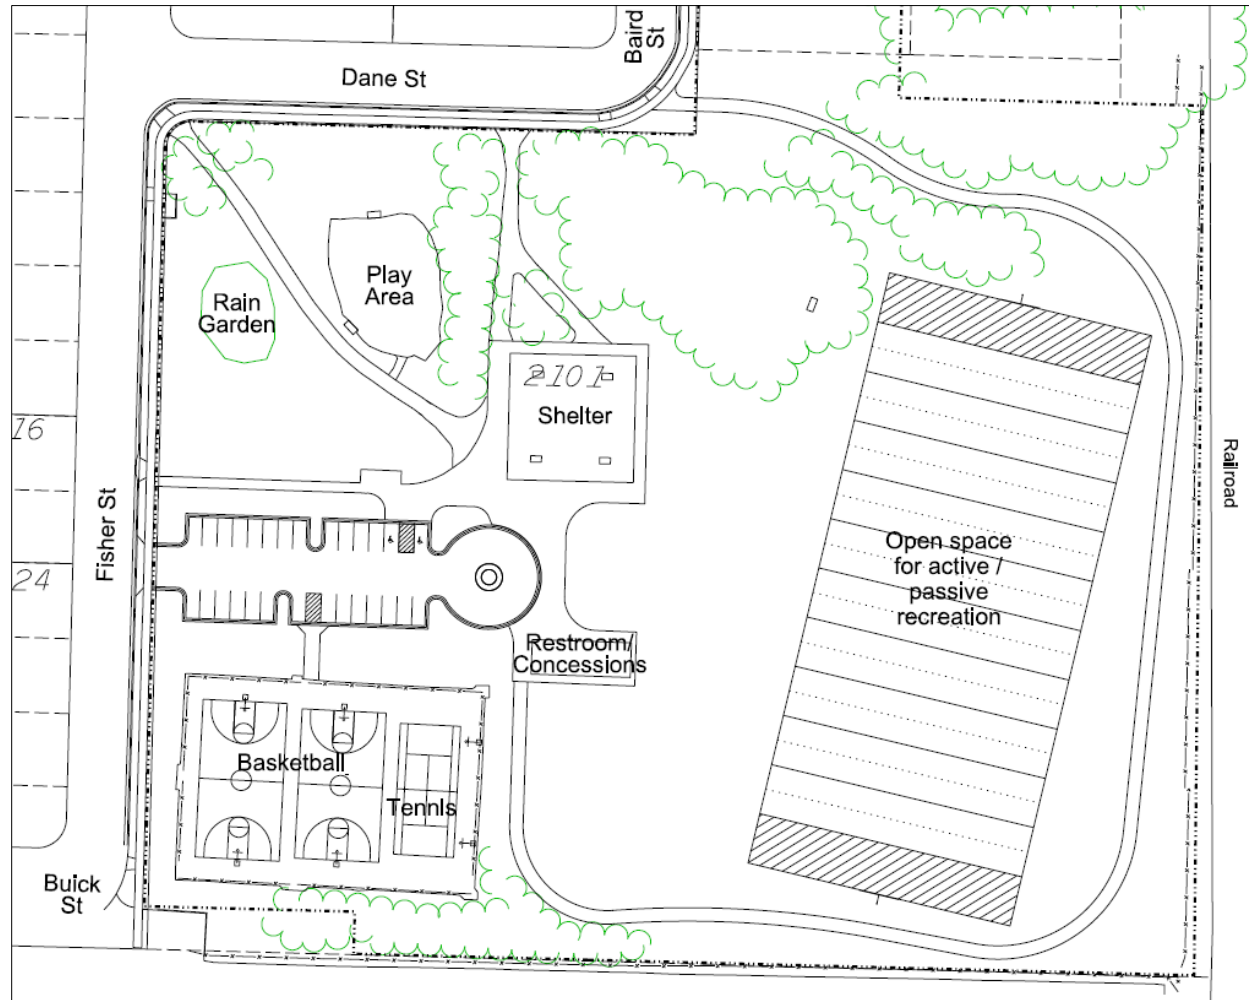 Baird
St
Dane St
Play
Area
Rain
Garden
2101
Shelter
16
Railroad
Fisher St
24
Open space
for active /
passive
recreation
Restroom/
Concessions
Basketball
Tennis
Buick
St